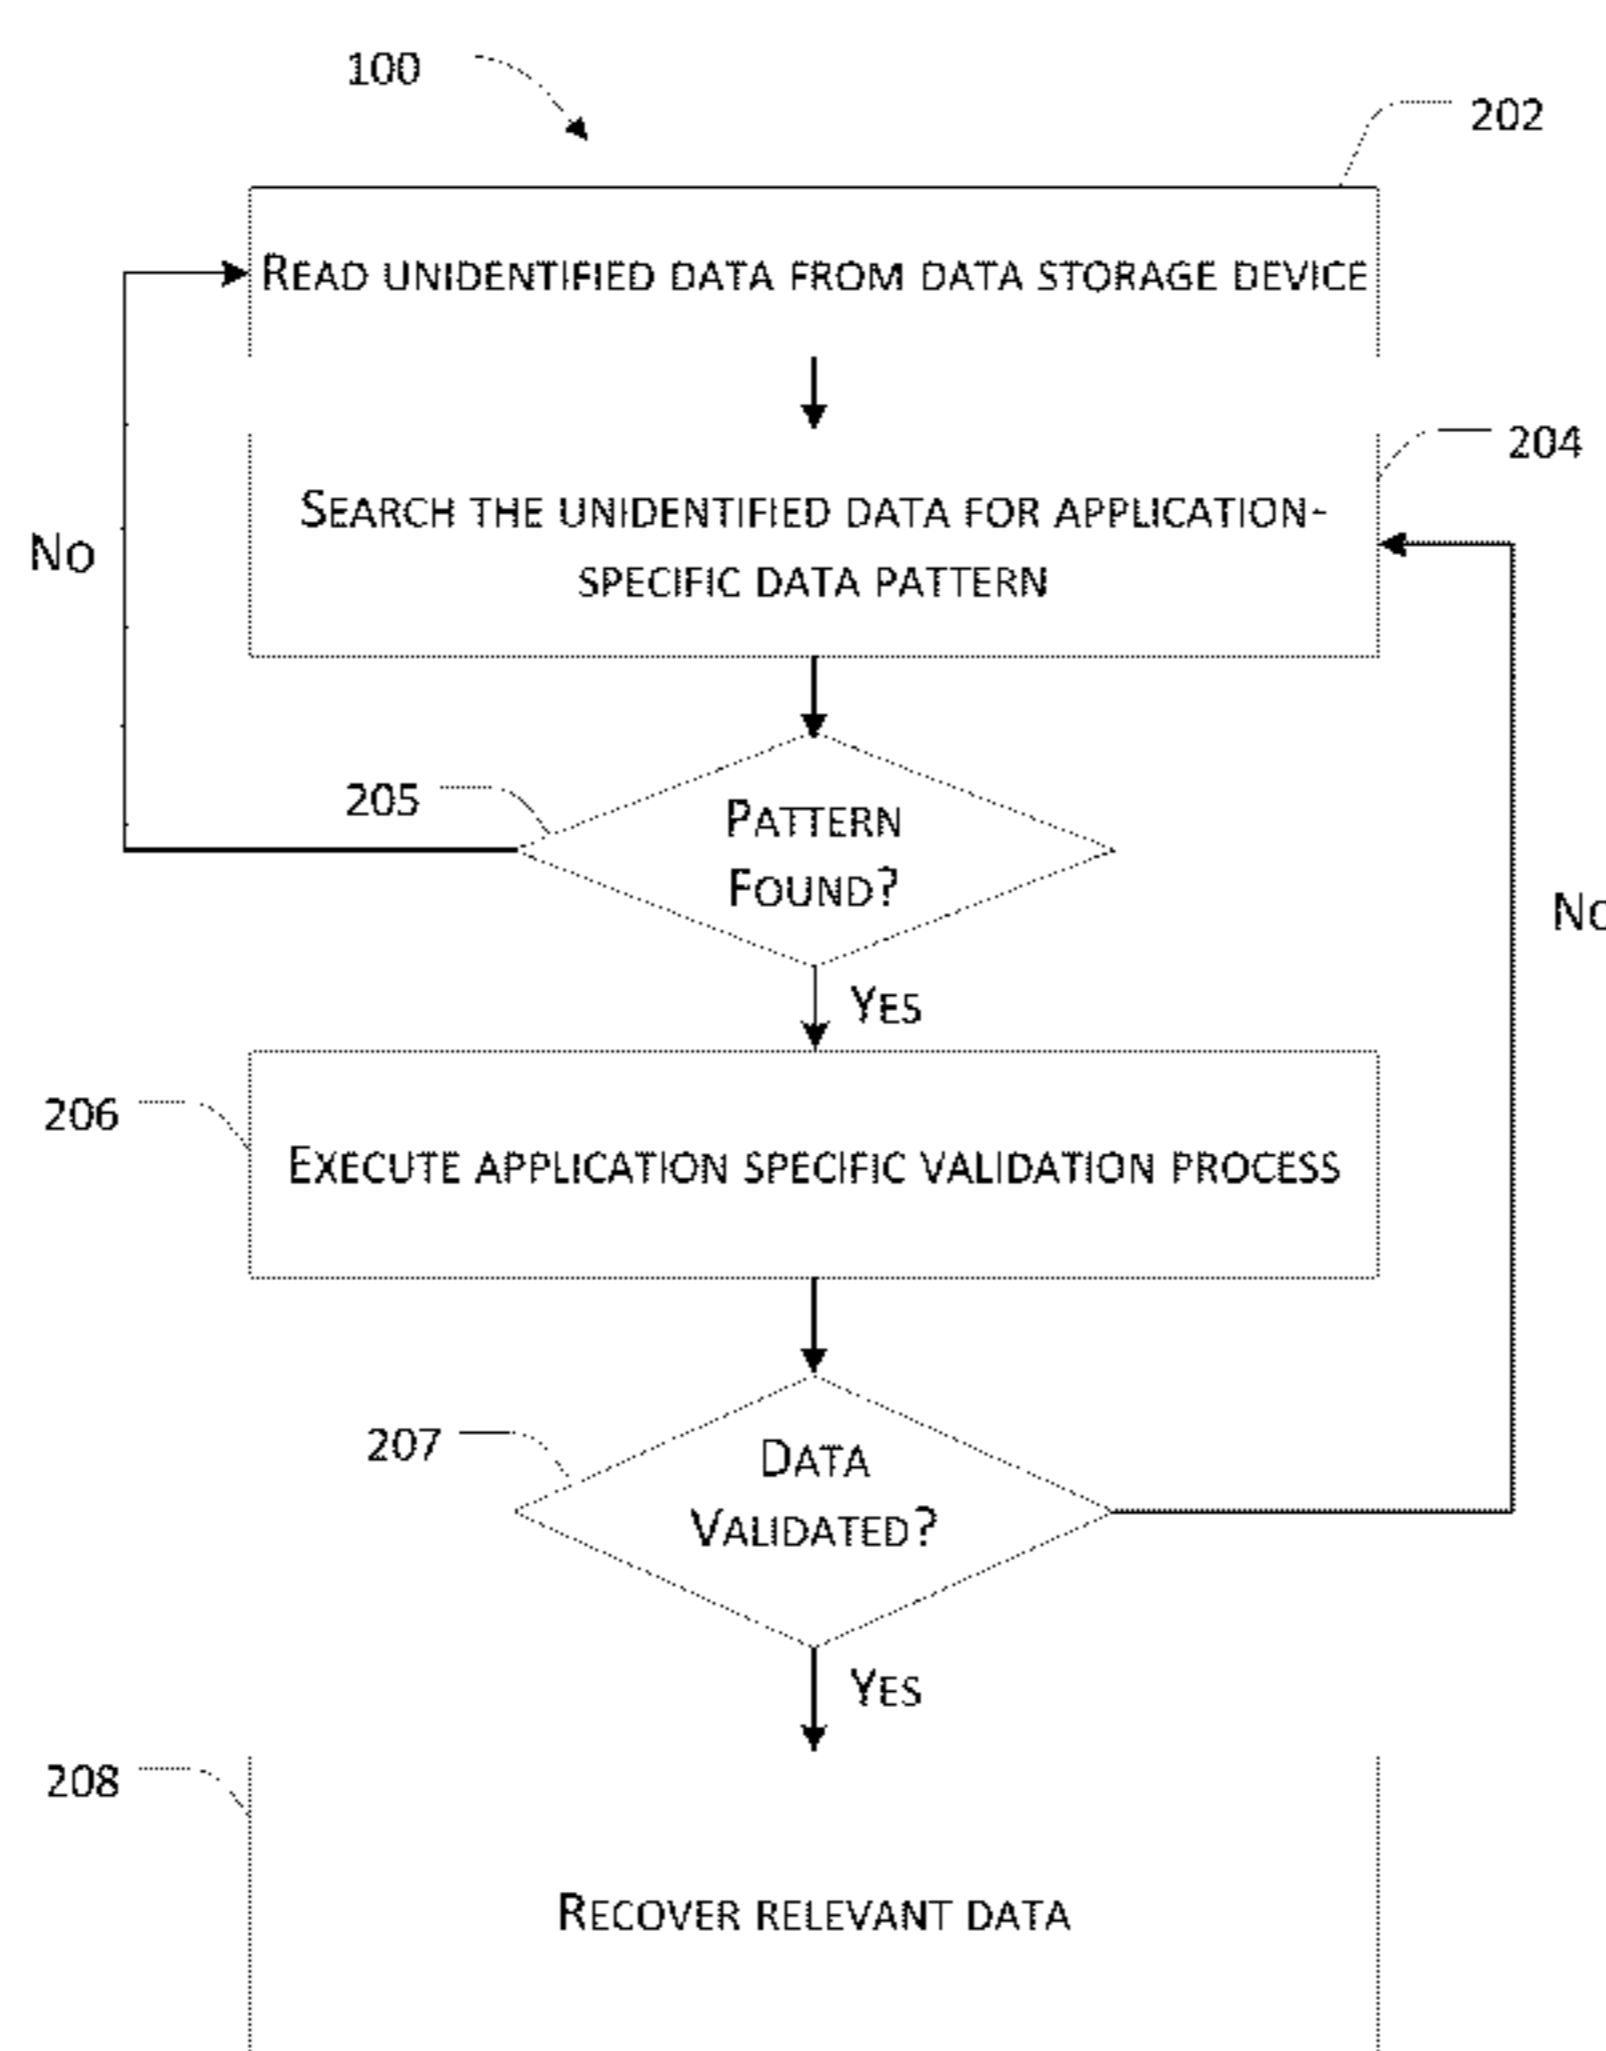 100
202
READ UNIDENTIFIED DATA FROM DATA STORAGE DEVICE
204
SEARCH THE UNIDENTIFIED DATA FOR APPLICATION-
SPECIFIC DATA PATTERN
No
205
PATTERN
FOUND?
No
YES
206
EXECUTE APPLICATION SPECIFIC VALIDATION PROCESS
207
DATA
VALIDATED?
YES
208
RECOVER RELEVANT DATA